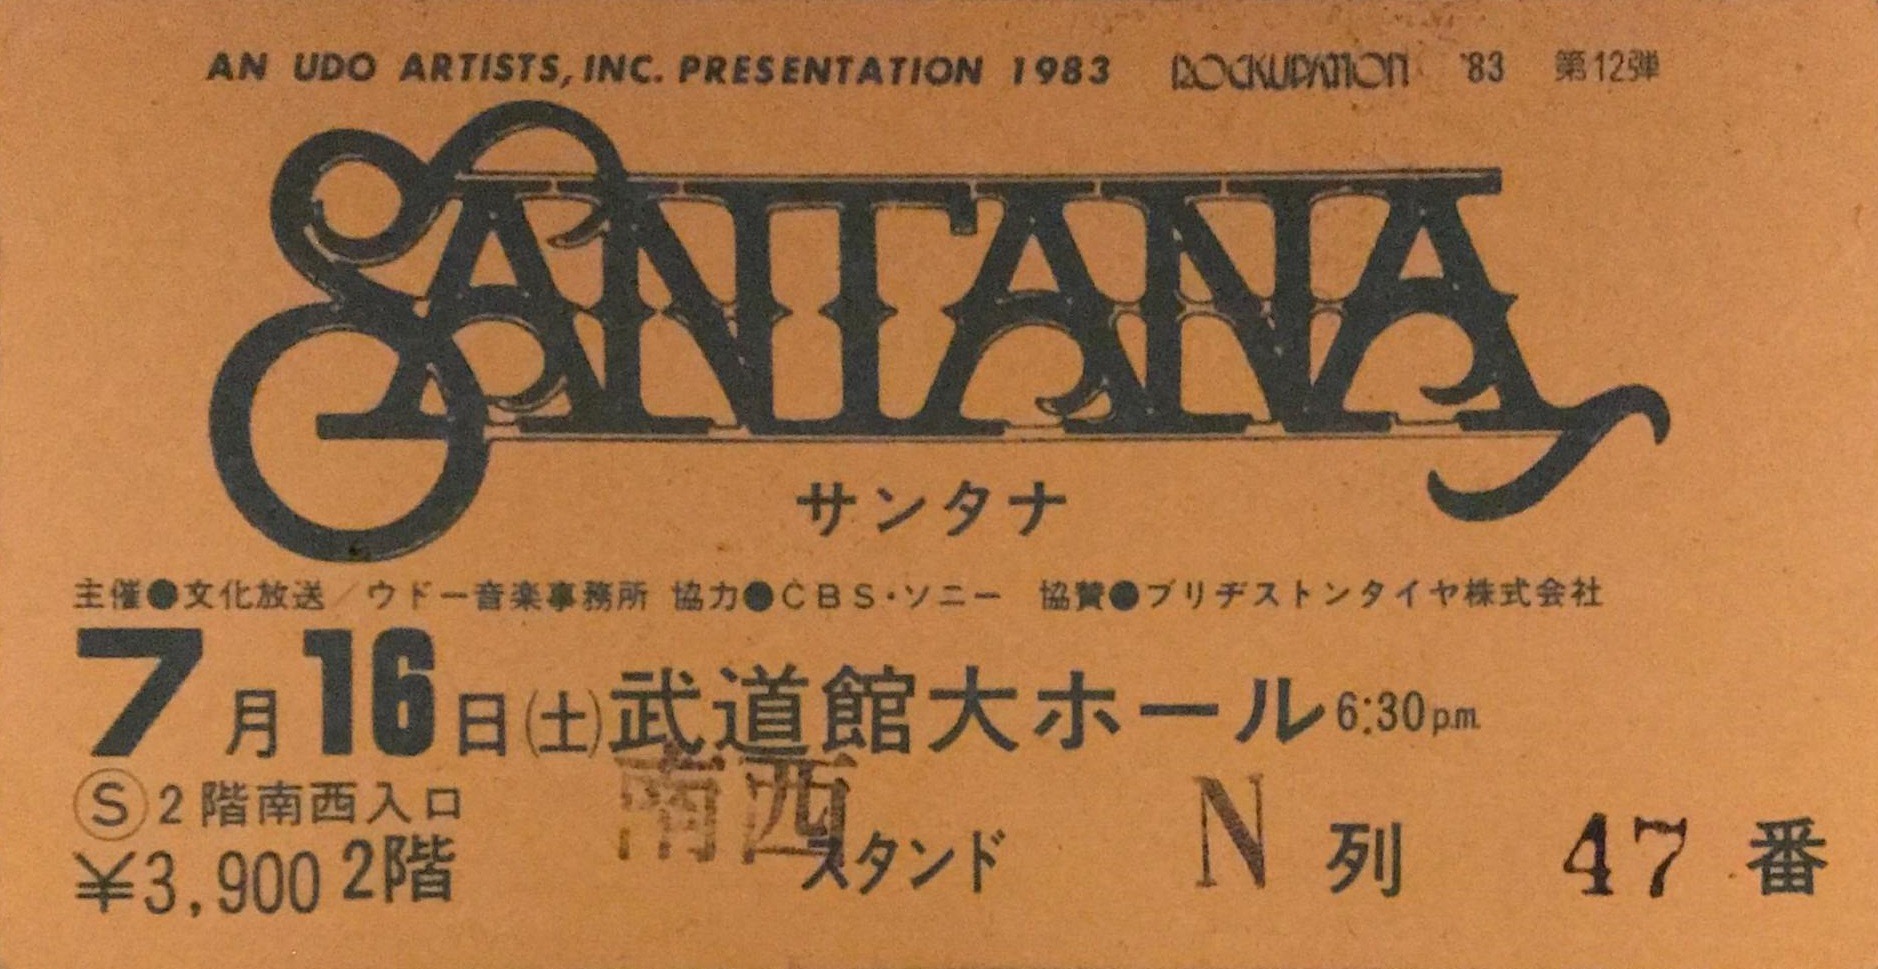 AN UDO ARTISTS, INC. PRESENTATION 1983 ROCKUPATION '83 第12弾
SANTANA
サンタナ
主催●文化放送／ウドー音楽事務所 協力●CBS・ソニー 協賛●ブリヂストンタイヤ株式会社
7月16日(土)武道館大ホール6:30p.m.
Ⓢ2階南西入口
¥3,900 2階 南西スタンド N列 47番